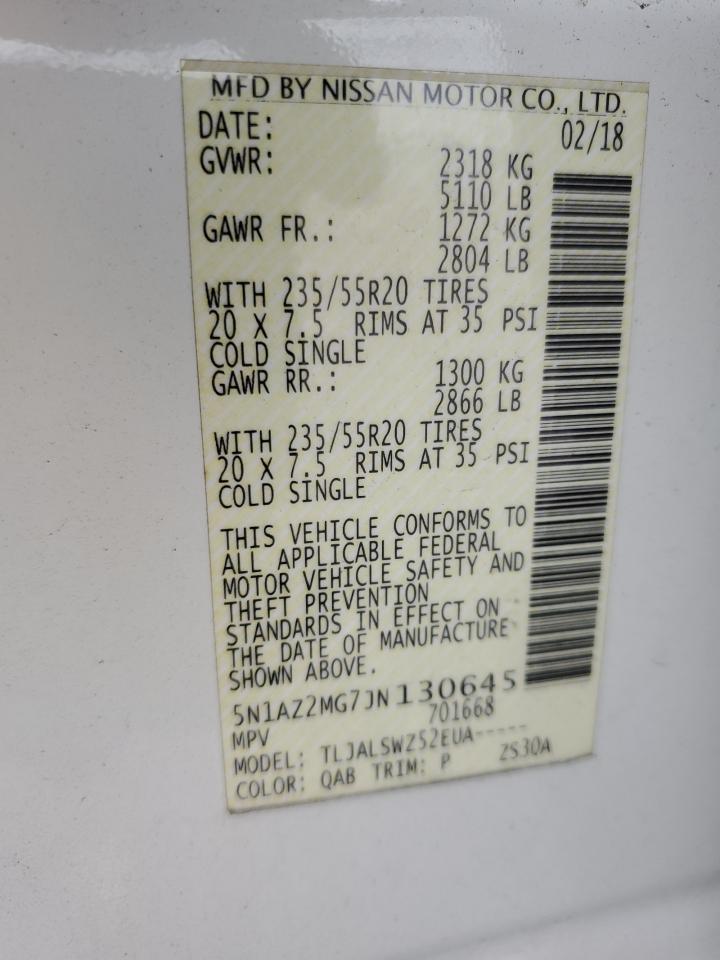 MFD BY NISSAN MOTOR CO., LTD.
DATE: 02/18
GVWR: 2318 KG
5110 LB
GAWR FR.: 1272 KG
2804 LB
WITH 235/55R20 TIRES
20 X 7.5 RIMS AT 35 PSI
COLD SINGLE
GAWR RR.: 1300 KG
2866 LB
WITH 235/55R20 TIRES
20 X 7.5 RIMS AT 35 PSI
COLD SINGLE
THIS VEHICLE CONFORMS TO
ALL APPLICABLE FEDERAL
MOTOR VEHICLE SAFETY AND
THEFT PREVENTION
STANDARDS IN EFFECT ON
THE DATE OF MANUFACTURE
SHOWN ABOVE.
5N1AZ2MG7JN130645
MPV 701668
MODEL: TLJALSWZ52EUA-----
COLOR: QAB TRIM: P ZS30A